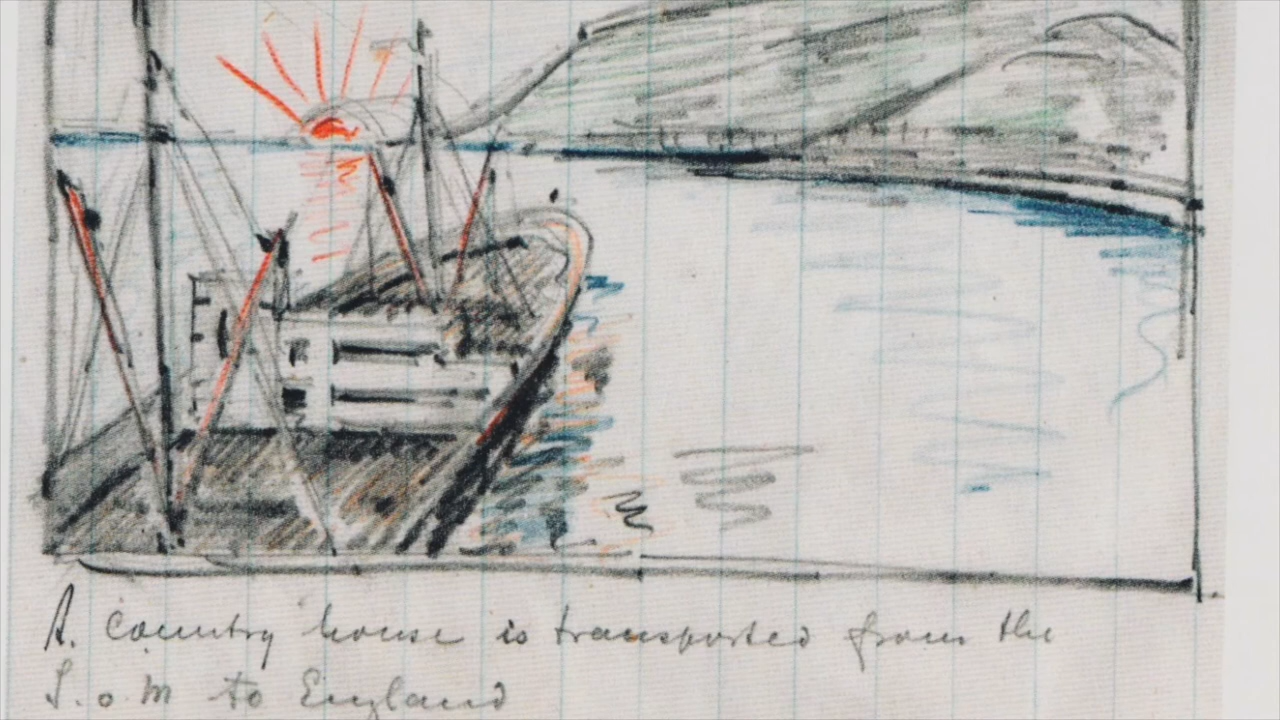 A. country house is transported from the
I.o.M to England